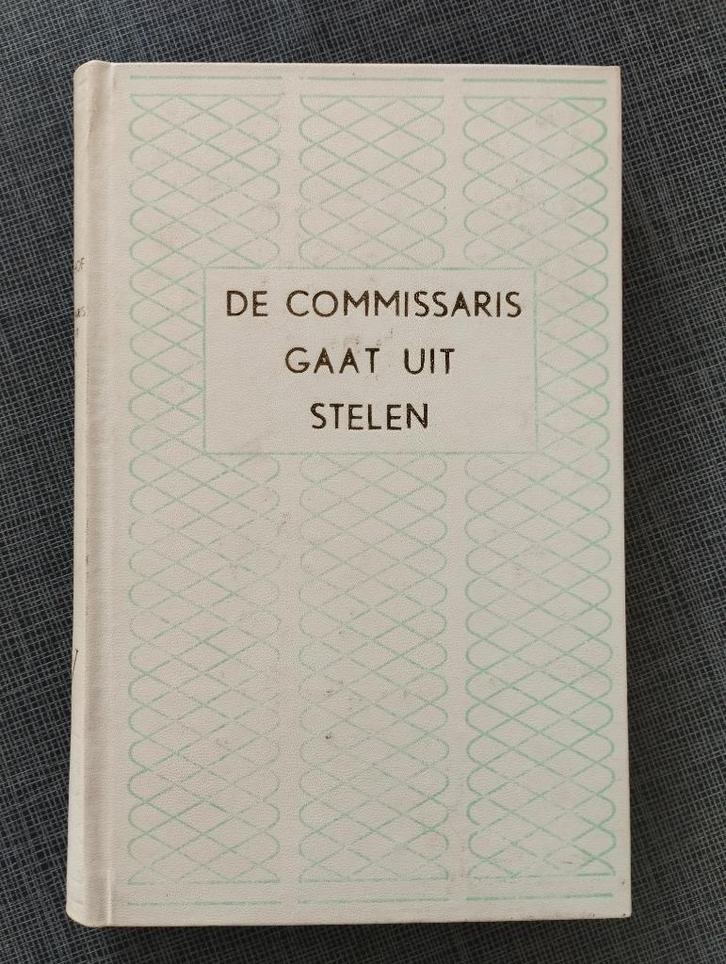 DE COMMISSARIS
GAAT UIT
STELEN